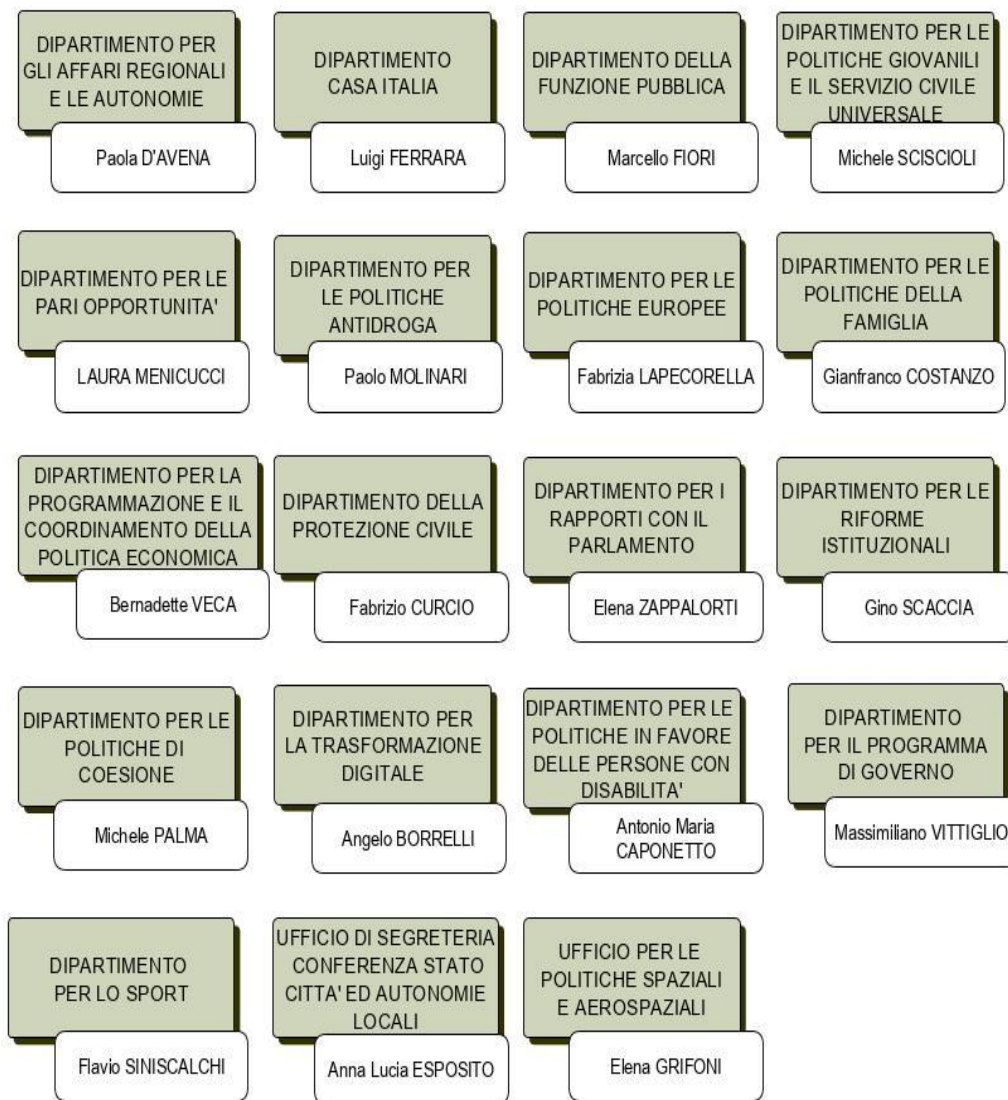 DIPARTIMENTO PER
GLI AFFARI REGIONALI
E LE AUTONOMIE
Paola D'AVENA
DIPARTIMENTO
CASA ITALIA
Luigi FERRARA
DIPARTIMENTO DELLA
FUNZIONE PUBBLICA
Marcello FIORI
DIPARTIMENTO PER LE
POLITICHE GIOVANILI
E IL SERVIZIO CIVILE
UNIVERSALE
Michele SCISCIOLI
DIPARTIMENTO PER LE
PARI OPPORTUNITA'
LAURA MENICUCCI
DIPARTIMENTO PER
LE POLITICHE
ANTIDROGA
Paolo MOLINARI
DIPARTIMENTO PER LE
POLITICHE EUROPEE
Fabrizia LAPECORELLA
DIPARTIMENTO PER LE
POLITICHE DELLA
FAMIGLIA
Gianfranco COSTANZO
DIPARTIMENTO PER LA
PROGRAMMAZIONE E IL
COORDINAMENTO DELLA
POLITICA ECONOMICA
Bernadette VECA
DIPARTIMENTO DELLA
PROTEZIONE CIVILE
Fabrizio CURCIO
DIPARTIMENTO PER I
RAPPORTI CON IL
PARLAMENTO
Elena ZAPPALORTI
DIPARTIMENTO PER LE
RIFORME
ISTITUZIONALI
Gino SCACCIA
DIPARTIMENTO PER LE
POLITICHE DI
COESIONE
Michele PALMA
DIPARTIMENTO PER
LA TRASFORMAZIONE
DIGITALE
Angelo BORRELLI
DIPARTIMENTO PER LE
POLITICHE IN FAVORE
DELLE PERSONE CON
DISABILITA'
Antonio Maria
CAPONETTO
DIPARTIMENTO
PER IL PROGRAMMA
DI GOVERNO
Massimiliano VITTIGLIO
DIPARTIMENTO
PER LO SPORT
Flavio SINISCALCHI
UFFICIO DI SEGRETERIA
CONFERENZA STATO
CITTA' ED AUTONOMIE
LOCALI
Anna Lucia ESPOSITO
UFFICIO PER LE
POLITICHE SPAZIALI
E AEROSPAZIALI
Elena GRIFONI